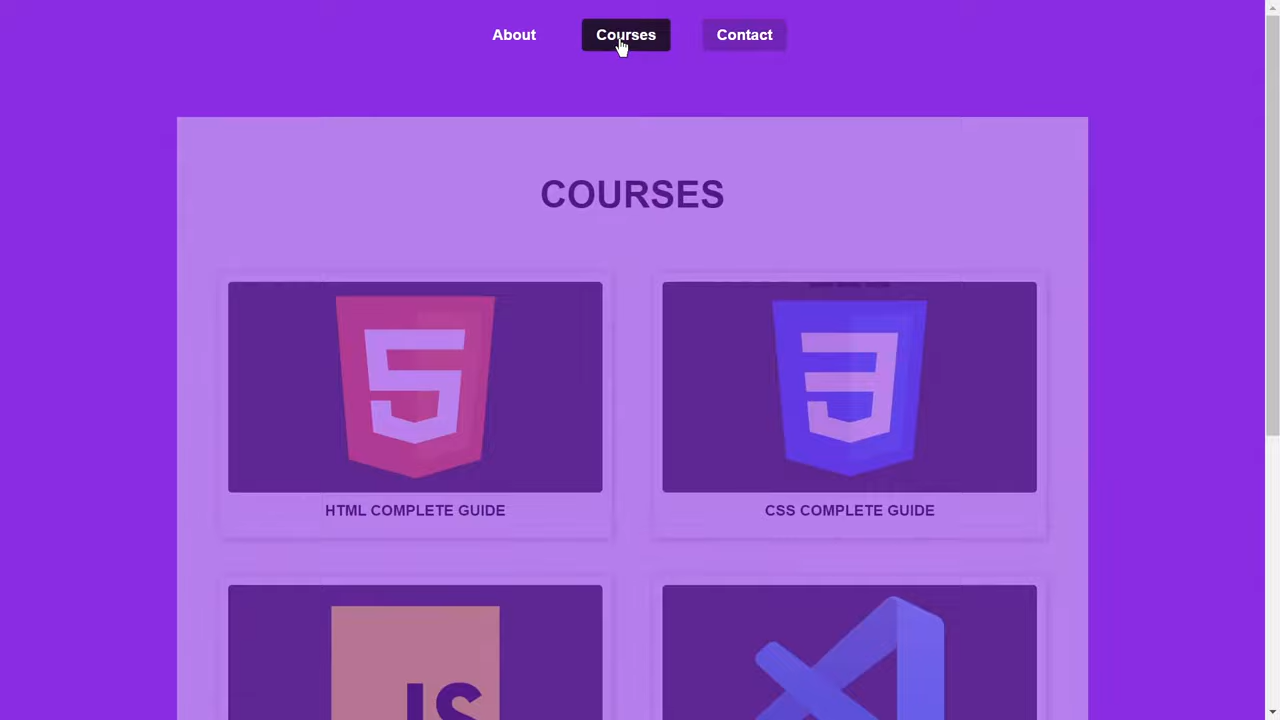 About Courses Contact
COURSES
5 3
HTML COMPLETE GUIDE CSS COMPLETE GUIDE
JS